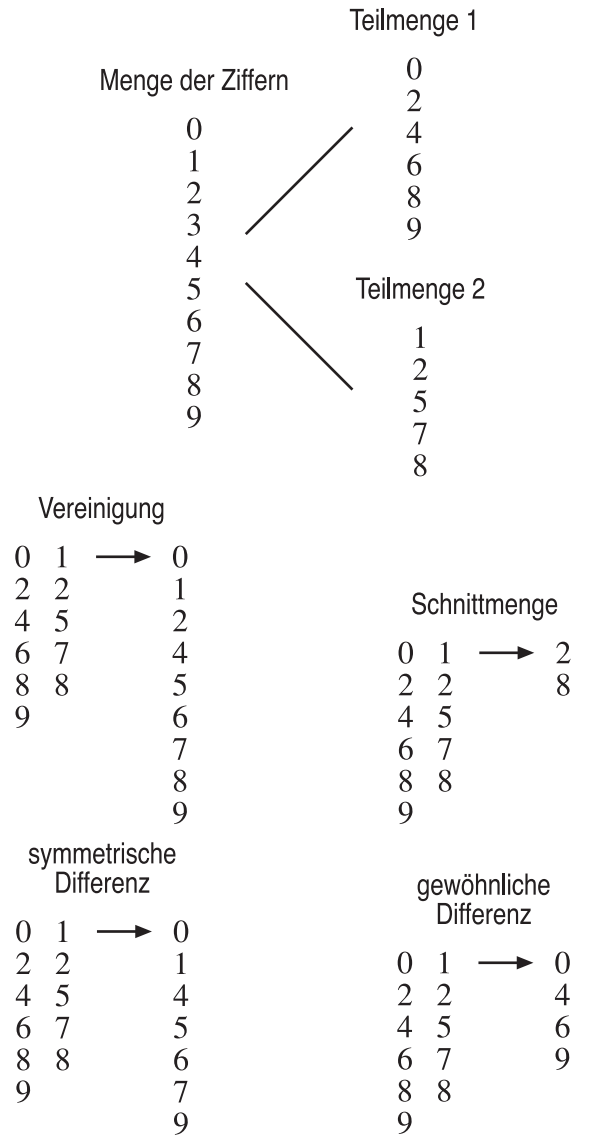 Teilmenge 1
0
2
4
6
8
9
Menge der Ziffern
0
1
2
3
4
5
6
7
8
9
Teilmenge 2
1
2
5
7
8
Vereinigung
0 1 → 0
2 2 1
4 5 2
6 7 4
8 8 5
9 6
7
8
9
Schnittmenge
0 1 → 2
2 2 8
4 5
6 7
8 8
9
symmetrische
Differenz
0 1 → 0
2 2 1
4 5 4
6 7 5
8 8 6
9 7
9
gewöhnliche
Differenz
0 1 → 0
2 2 4
4 5 6
6 7 9
8 8
9